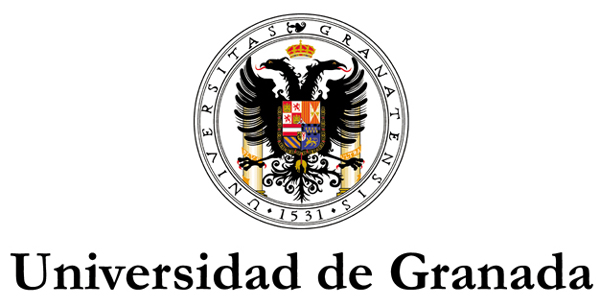 UNIVERSITAS GRANATENSIS
• 1531 •
Universidad de Granada